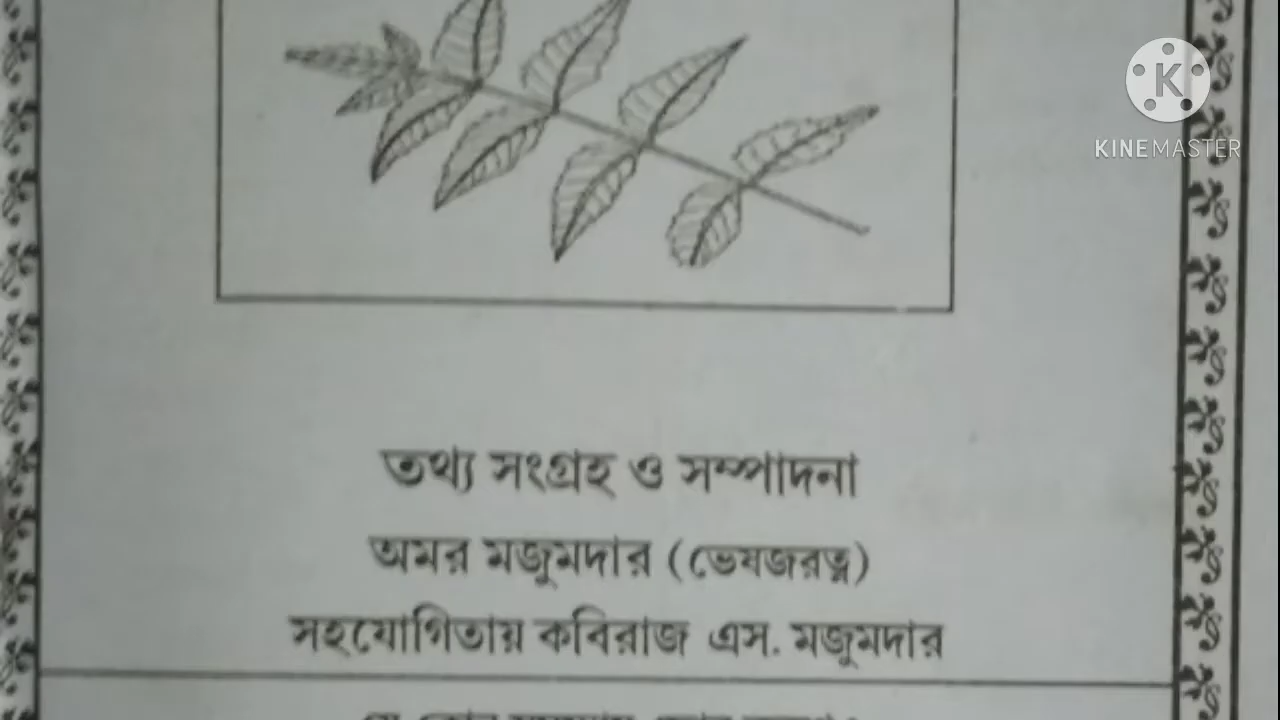 K
KINEMASTER
তথ্য সংগ্রহ ও সম্পাদনা
অমর মজুমদার (ভেষজরত্ন)
সহযোগিতায় কবিরাজ এস. মজুমদার